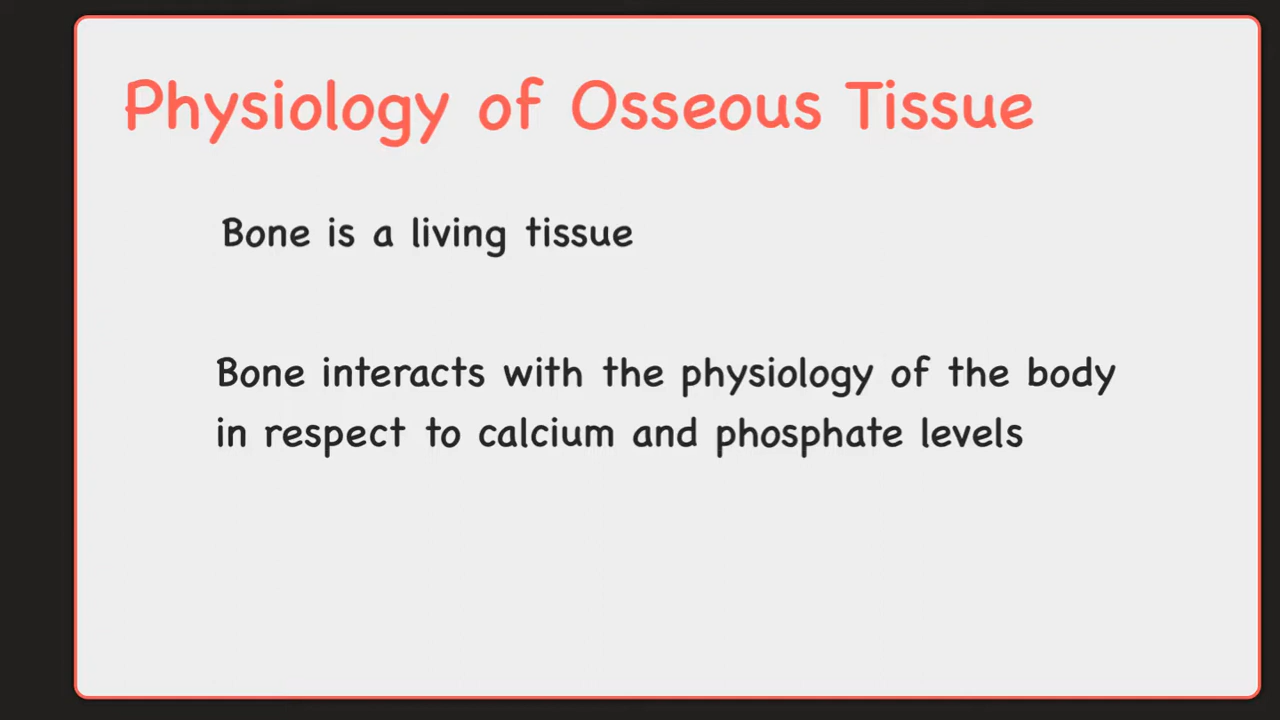 Physiology of Osseous Tissue
Bone is a living tissue
Bone interacts with the physiology of the body
in respect to calcium and phosphate levels